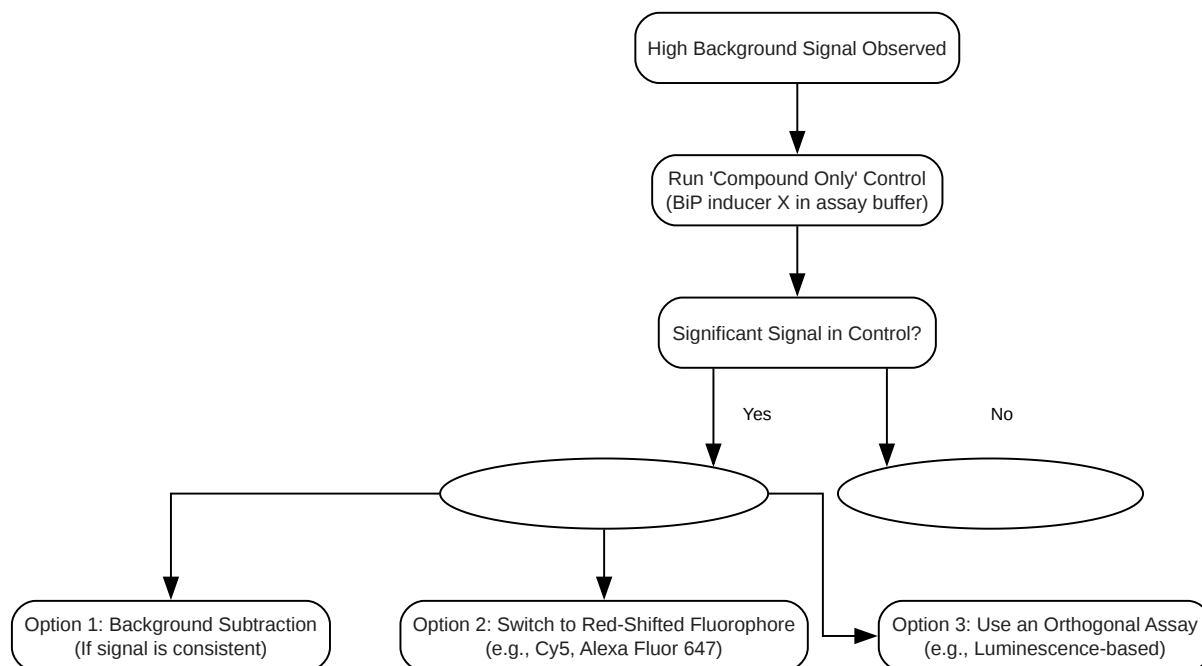 High Background Signal Observed
Run 'Compound Only' Control
(BiP inducer X in assay buffer)
Significant Signal in Control?
Yes
No
Option 1: Background Subtraction
(If signal is consistent)
Option 2: Switch to Red-Shifted Fluorophore
(e.g., Cy5, Alexa Fluor 647)
Option 3: Use an Orthogonal Assay
(e.g., Luminescence-based)